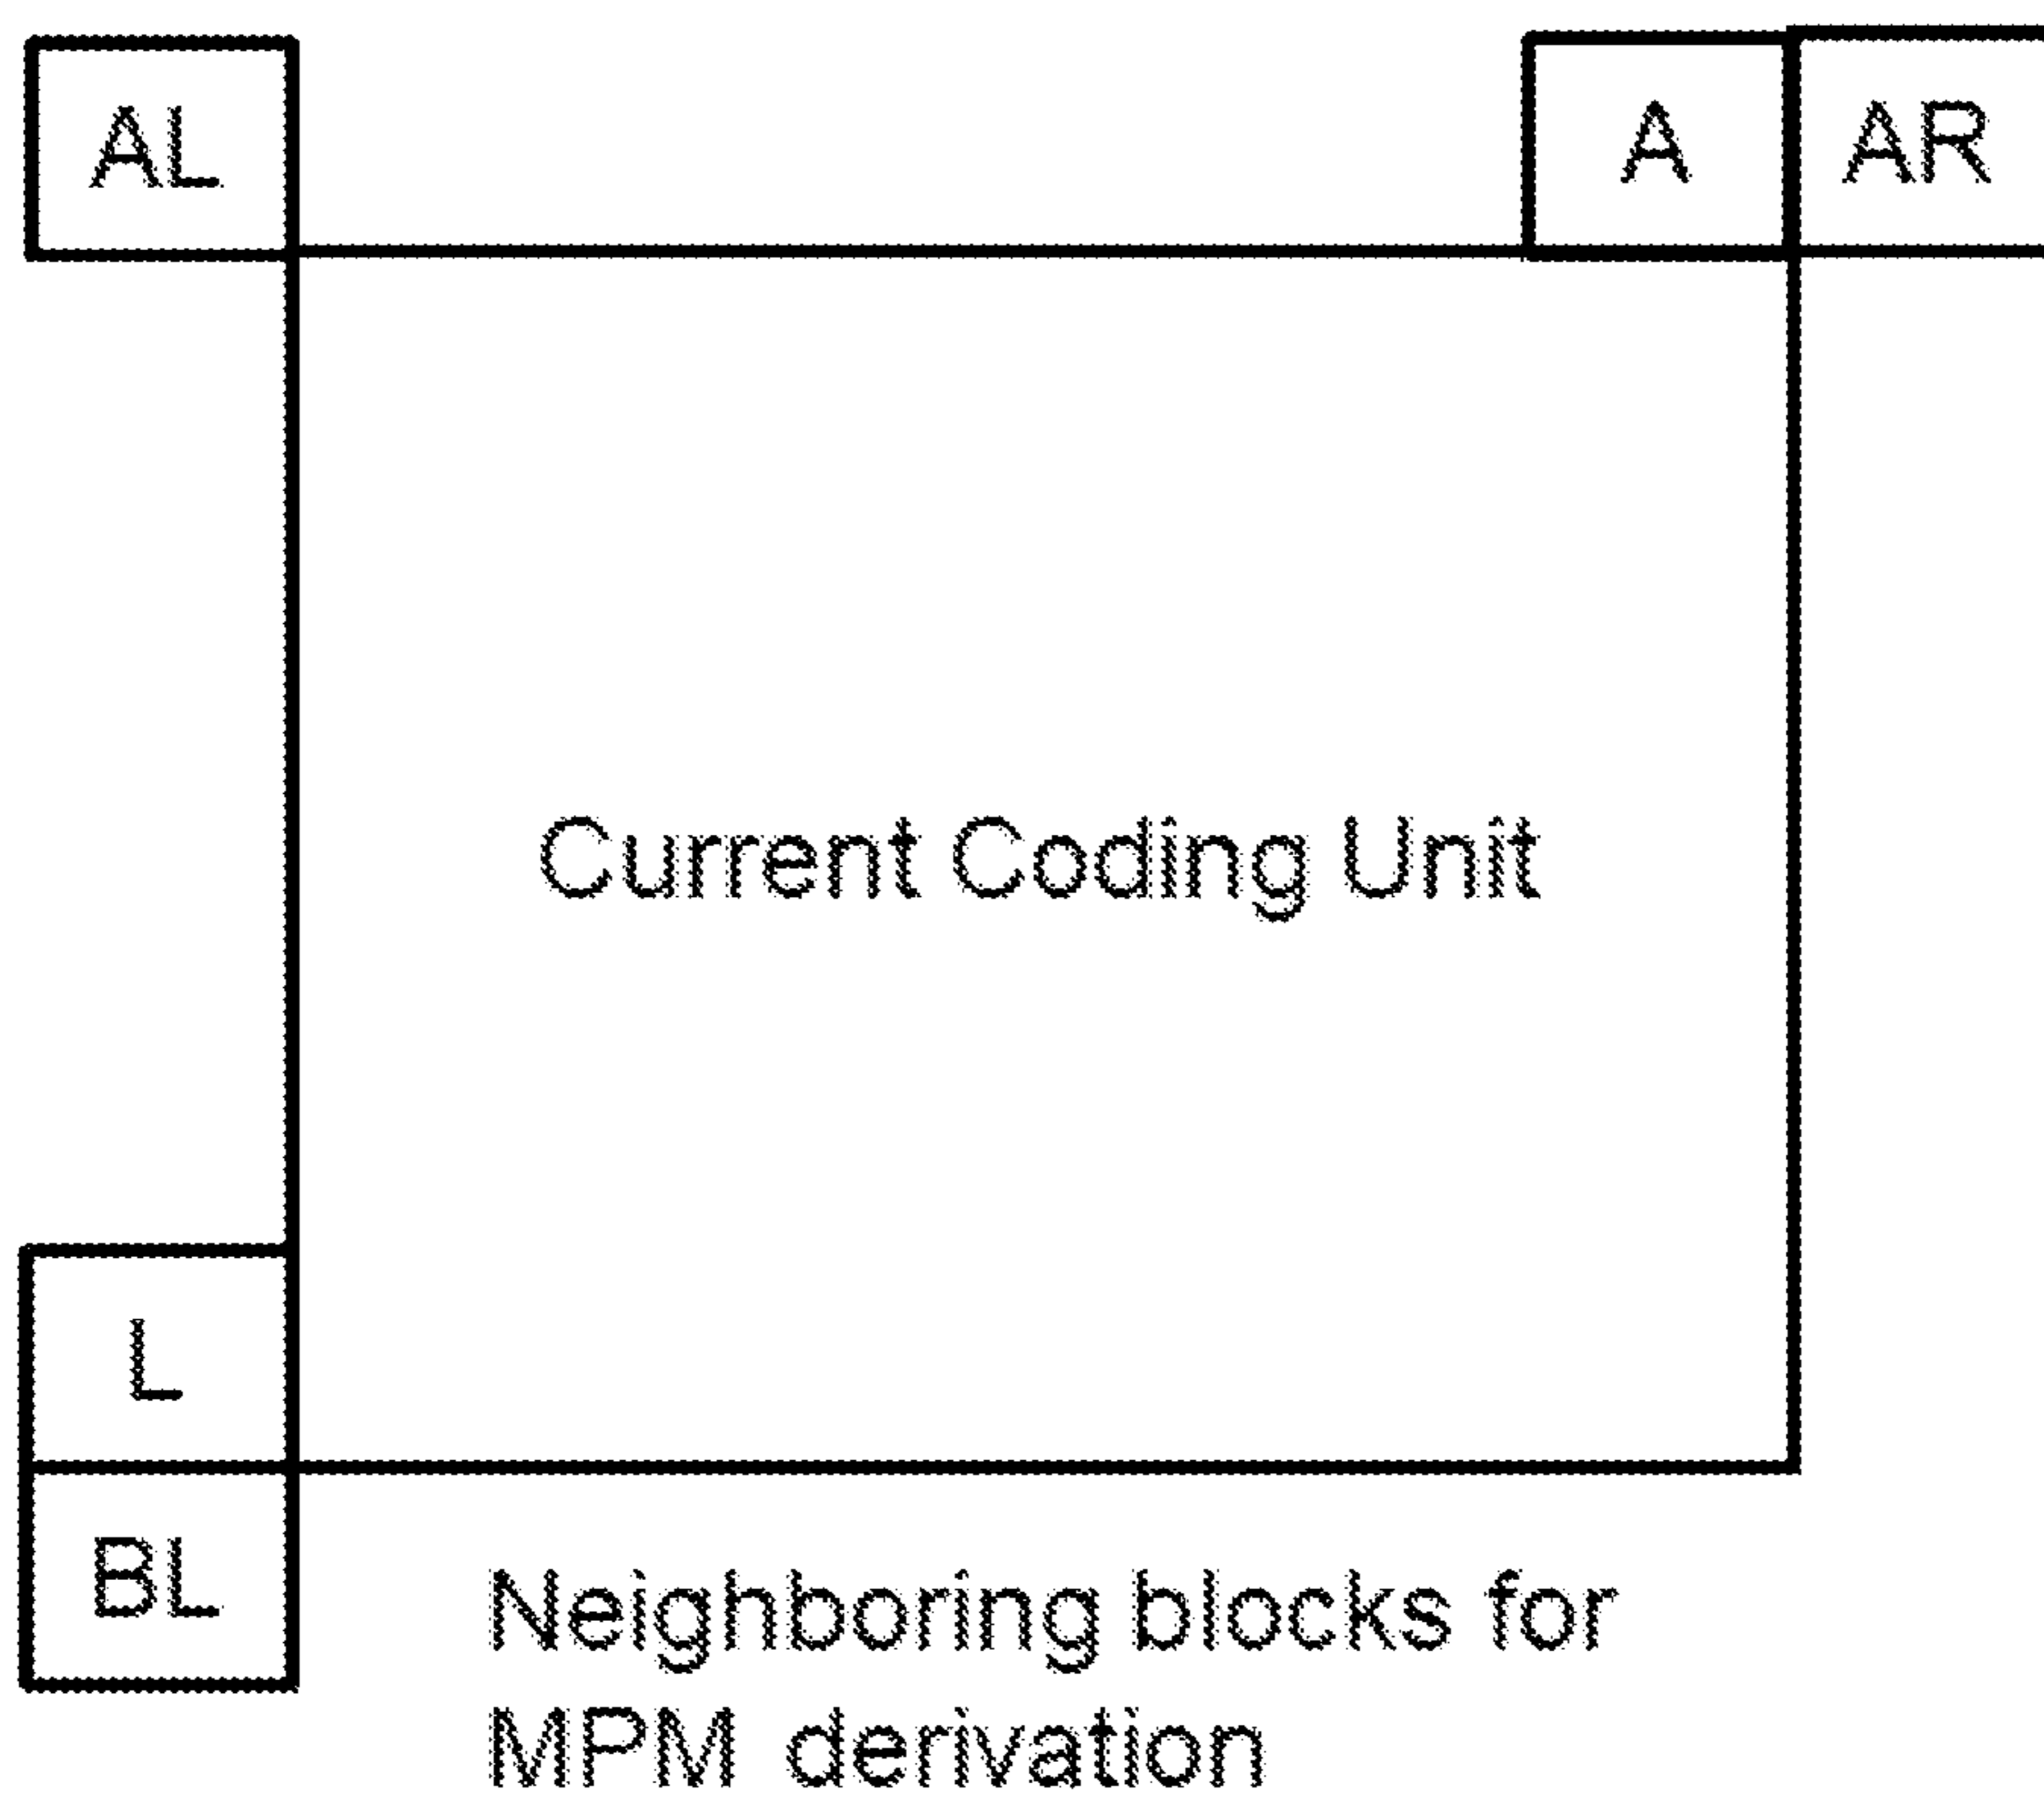 AL
A
AR
Current Coding Unit
L
BL
Neighboring blocks for
MPM derivation